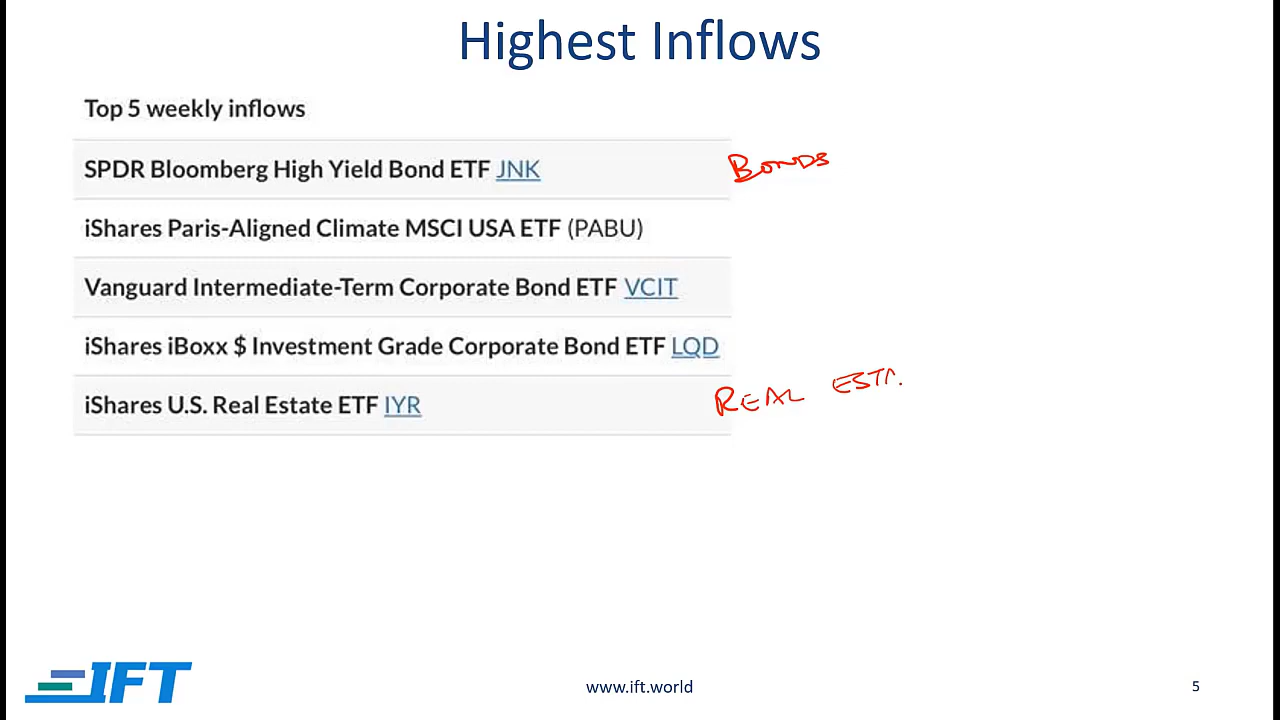 Highest Inflows
Top 5 weekly inflows
SPDR Bloomberg High Yield Bond ETF JNK
BONDS
iShares Paris-Aligned Climate MSCI USA ETF (PABU)
Vanguard Intermediate-Term Corporate Bond ETF VCIT
iShares iBoxx $ Investment Grade Corporate Bond ETF LQD
iShares U.S. Real Estate ETF IYR
REAL ESTA
IFT
www.ift.world
5